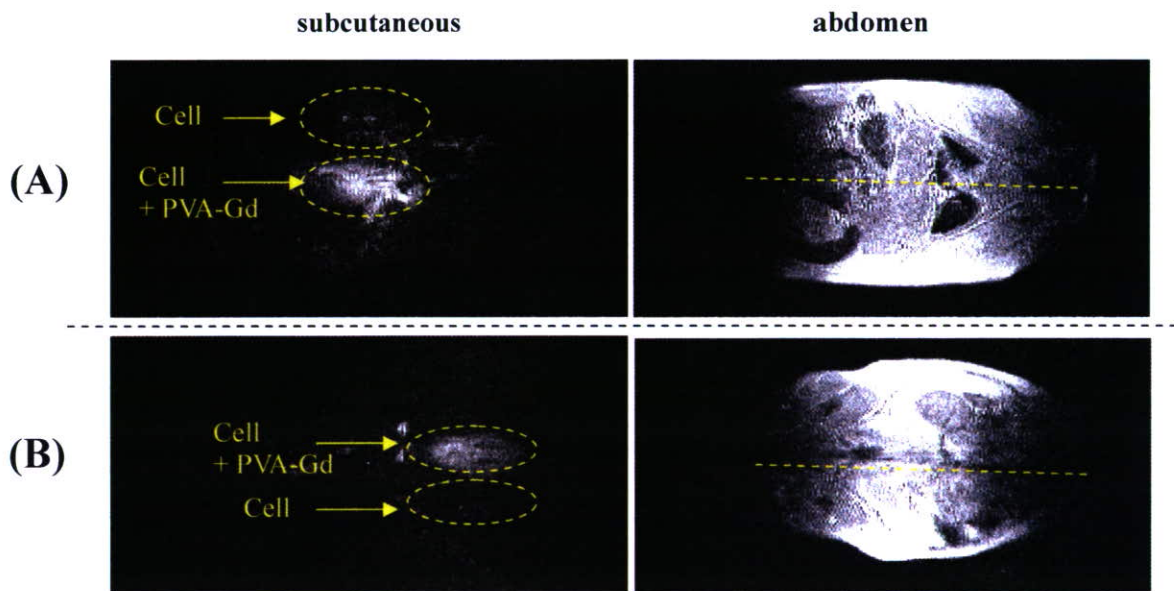 subcutaneous
abdomen
(A)
Cell
Cell
+ PVA-Gd
(B)
Cell
+ PVA-Gd
Cell